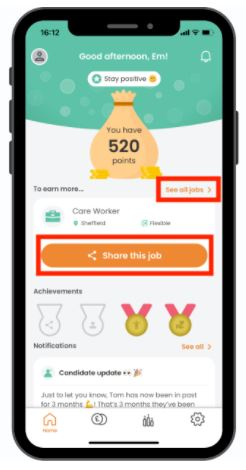 16:12
Good afternoon, Em!
Stay positive 😊
You have
520
points
To earn more...
See all jobs >
Care Worker
Sheffield
Flexible
Share this job
Achievements
Notifications
See all >
Candidate update 👀 🎉
Just to let you know, Tom has now been in post
for 3 months 💪! That's 3 months they've been
Home